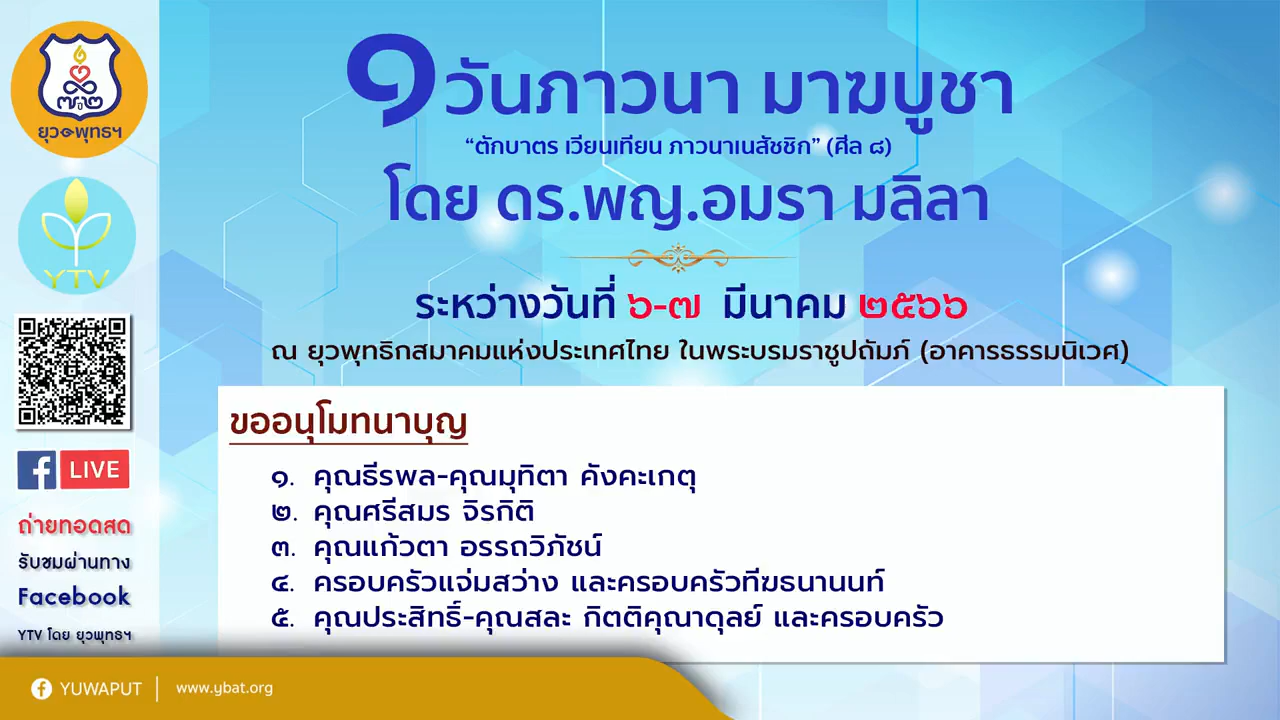 ยุว๛พุทธฯ
YTV
LIVE
ถ่ายทอดสด
รับชมผ่านทาง
Facebook
YTV โดย ยุวพุทธฯ
๑ วันภาวนา มาฆบูชา
“ตักบาตร เวียนเทียน ภาวนาเนสัชชิก” (ศีล ๘)
โดย ดร.พญ.อมรา มลิลา
ระหว่างวันที่ ๖-๗ มีนาคม ๒๕๖๖
ณ ยุวพุทธิกสมาคมแห่งประเทศไทย ในพระบรมราชูปถัมภ์ (อาคารธรรมนิเวศ)
ขออนุโมทนาบุญ
๑. คุณธีรพล-คุณมุทิตา คังคะเกตุ
๒. คุณศรีสมร จิรกิติ
๓. คุณแก้วตา อรรถวิภัชน์
๔. ครอบครัวแจ่มสว่าง และครอบครัวทีฆธนานนท์
๕. คุณประสิทธิ์-คุณสละ กิตติคุณาดุลย์ และครอบครัว
YUWAPUT | www.ybat.org